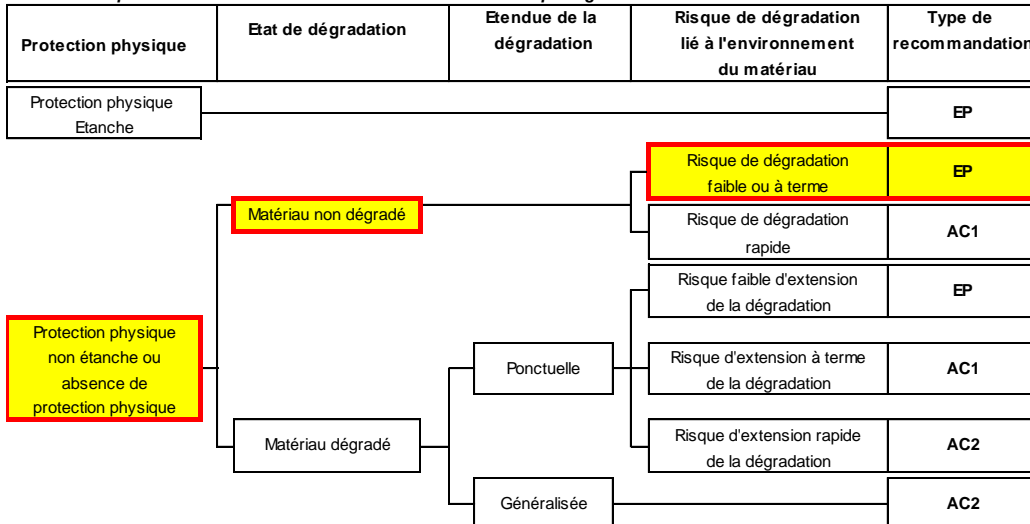 Protection physique
Etat de dégradation
Etendue de la
dégradation
Risque de dégradation
lié à l'environnement
du matériau
Type de
recommandation
Protection physique
Etanche
EP
Risque de dégradation
faible ou à terme
EP
Matériau non dégradé
Risque de dégradation
rapide
AC1
Risque faible d'extension
de la dégradation
EP
Protection physique
non étanche ou
absence de
protection physique
Ponctuelle
Risque d'extension à terme
de la dégradation
AC1
Matériau dégradé
Risque d'extension rapide
de la dégradation
AC2
Généralisée
AC2